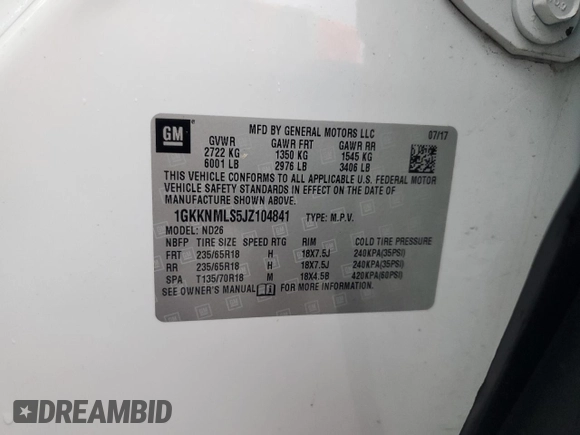 GM
MFD BY GENERAL MOTORS LLC 07/17
GVWR GAWR FRT GAWR RR
2722 KG 1350 KG 1545 KG
6001 LB 2976 LB 3406 LB
THIS VEHICLE CONFORMS TO ALL APPLICABLE U.S. FEDERAL MOTOR
VEHICLE SAFETY STANDARDS IN EFFECT ON THE DATE OF
MANUFACTURE SHOWN ABOVE.
1GKKNMLS5JZ104841 TYPE: M.P.V.
MODEL: ND26
NBFP TIRE SIZE SPEED RTG RIM COLD TIRE PRESSURE
FRT 235/65R18 H 18X7.5J 240KPA(35PSI)
RR 235/65R18 H 18X7.5J 240KPA(35PSI)
SPA T135/70R18 M 18X4.5B 420KPA(60PSI)
SEE OWNER'S MANUAL FOR MORE INFORMATION.
DREAMBID